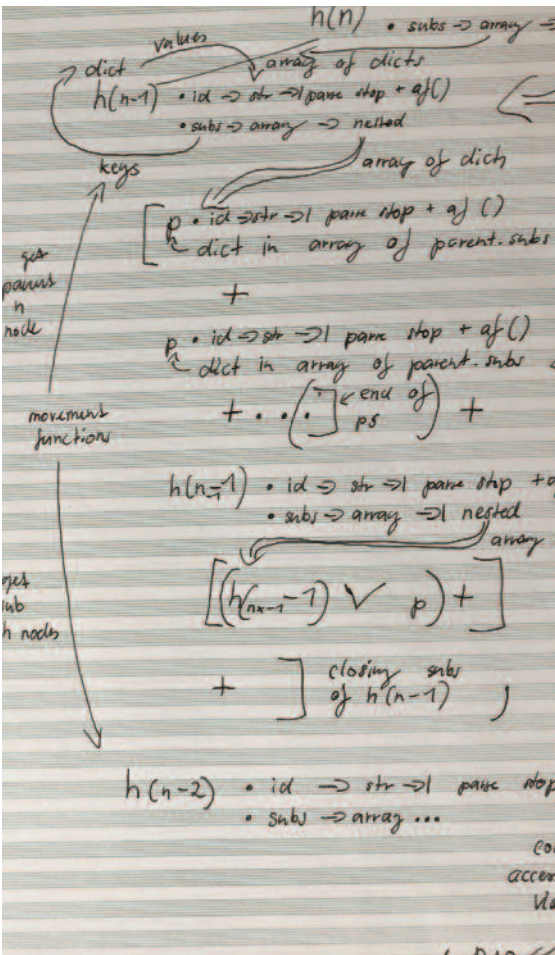 h(n) • subs → array →
values
dict array of dicts
h(n-1) • id → str →| parse stop + af()
• subs → array → nested
keys
array of dicts
[ p • id → str →| parse stop + af()
dict in array of parent.subs
get
parent
h
node
+
p • id → str →| parse stop + af()
dict in array of parent.subs
movement
functions
+ . . ( . ] end of ps ) +
h(n-1) • id → str →| parse stop +
• subs → array →| nested
array
get
sub
h nodes
[ ( h( -1) ∨ p ) + ]
+ ] closing subs
of h(n-1) ,
h(n-2) • id → str →| parse stop
• subs → array ...